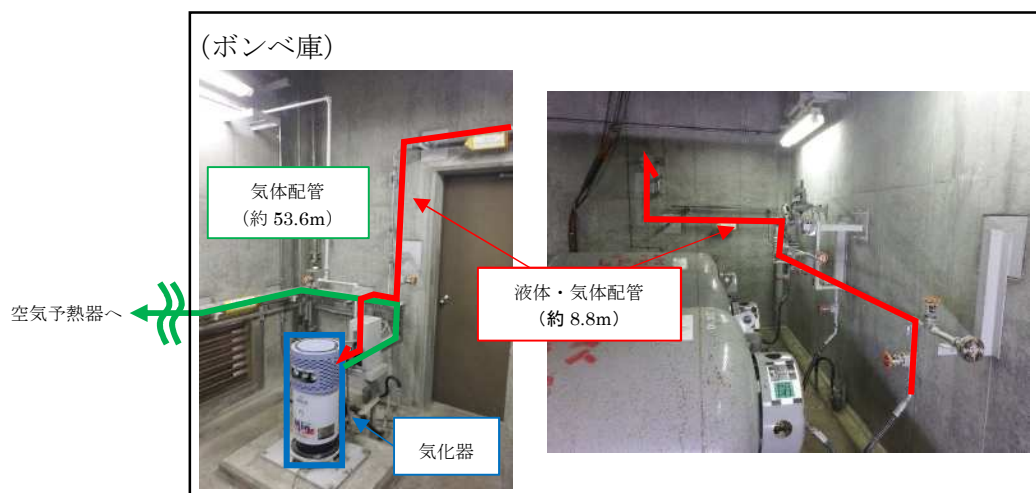 (ボンベ庫)
気体配管
(約 53.6m)
空気予熱器へ
液体・気体配管
(約 8.8m)
気化器